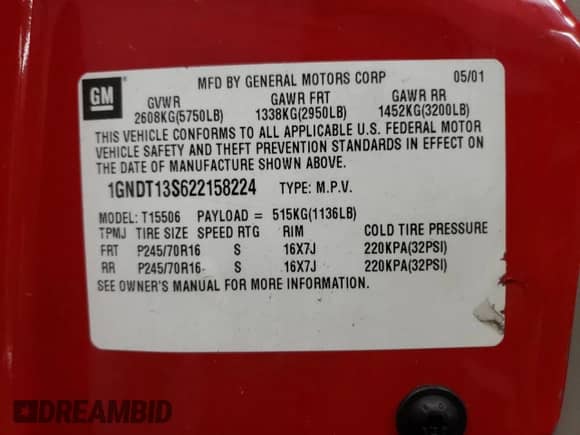 GM
MFD BY GENERAL MOTORS CORP 05/01
GVWR GAWR FRT GAWR RR
2608KG(5750LB) 1338KG(2950LB) 1452KG(3200LB)
THIS VEHICLE CONFORMS TO ALL APPLICABLE U.S. FEDERAL MOTOR
VEHICLE SAFETY AND THEFT PREVENTION STANDARDS IN EFFECT ON
THE DATE OF MANUFACTURE SHOWN ABOVE.
1GNDT13S622158224 TYPE: M.P.V.
MODEL: T15506 PAYLOAD = 515KG(1136LB)
TPMJ TIRE SIZE SPEED RTG RIM COLD TIRE PRESSURE
FRT P245/70R16 S 16X7J 220KPA(32PSI)
RR P245/70R16 S 16X7J 220KPA(32PSI)
SEE OWNER'S MANUAL FOR MORE INFORMATION.
DREAMBID